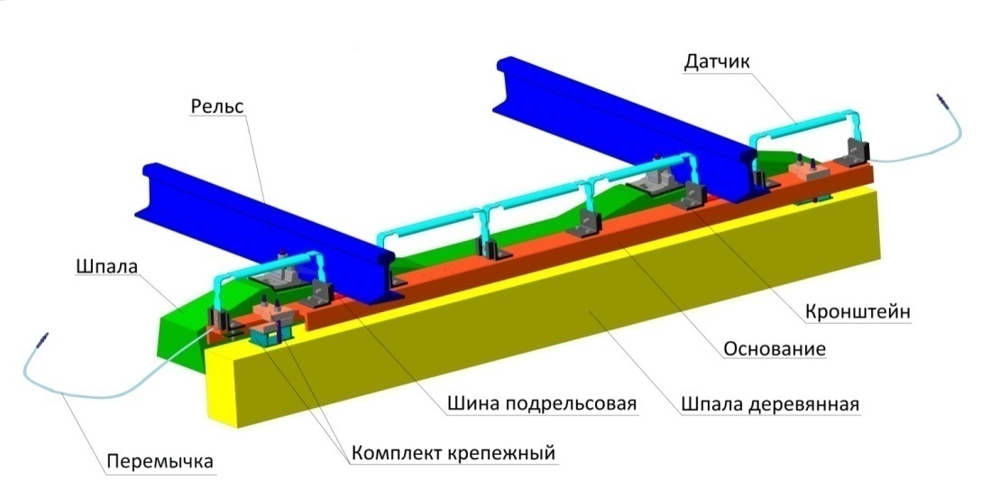 Датчик
Рельс
Шпала
Кронштейн
Основание
Шина подрельсовая
Шпала деревянная
Комплект крепежный
Перемычка